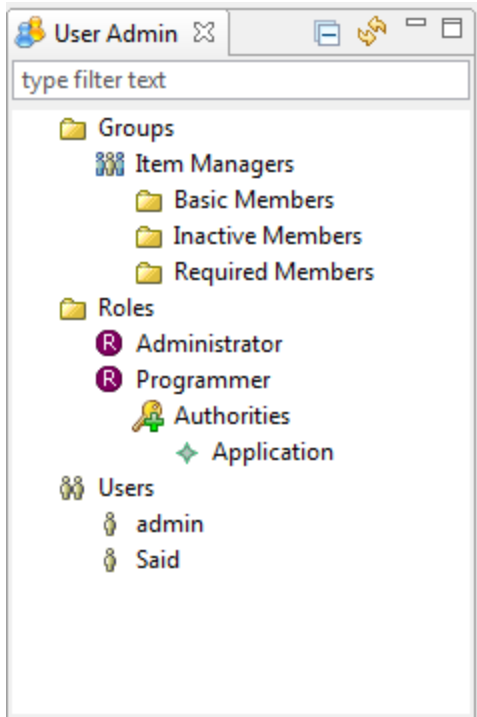 User Admin
type filter text
Groups
Item Managers
Basic Members
Inactive Members
Required Members
Roles
R Administrator
R Programmer
Authorities
Application
Users
admin
Said